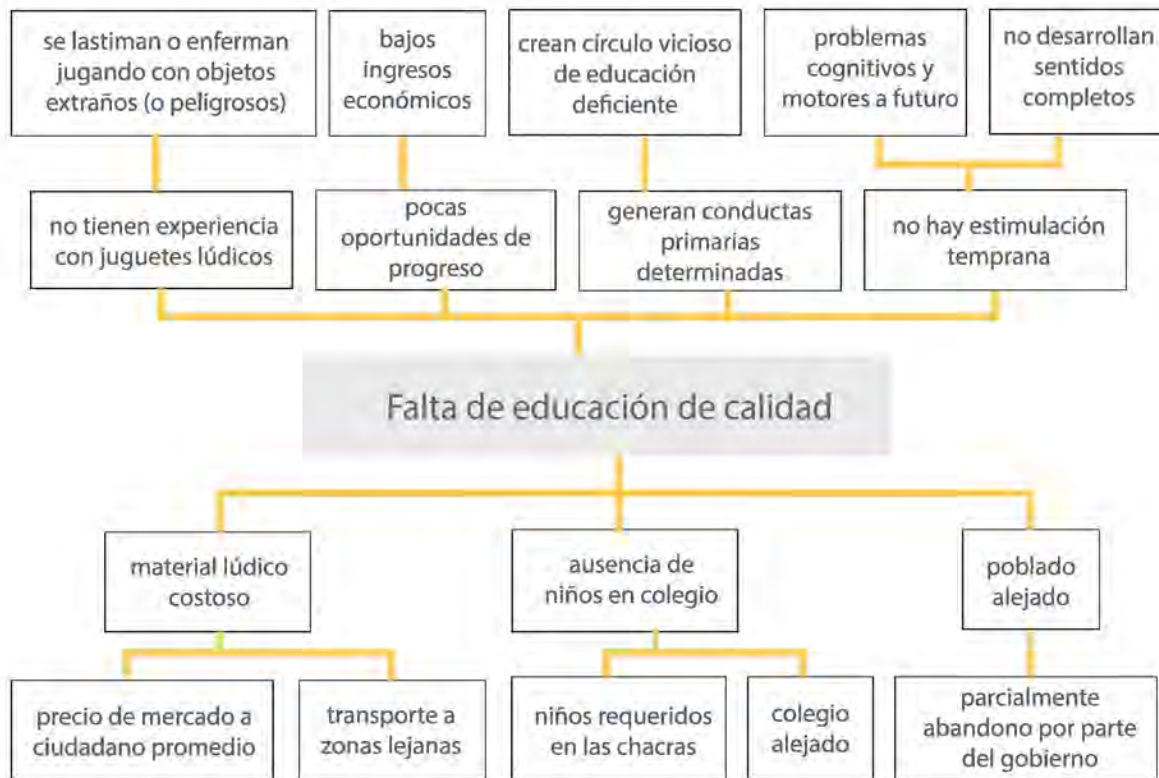 se lastiman o enferman
jugando con objetos
extraños (o peligrosos)
bajos
ingresos
económicos
crean círculo vicioso
de educación
deficiente
problemas
cognitivos y
motores a futuro
no desarrollan
sentidos
completos
no tienen experiencia
con juguetes lúdicos
pocas
oportunidades de
progreso
generan conductas
primarias
determinadas
no hay estimulación
temprana
Falta de educación de calidad
material lúdico
costoso
ausencia de
niños en colegio
poblado
alejado
precio de mercado a
ciudadano promedio
transporte a
zonas lejanas
niños requeridos
en las chacras
colegio
alejado
parcialmente
abandono por parte
del gobierno